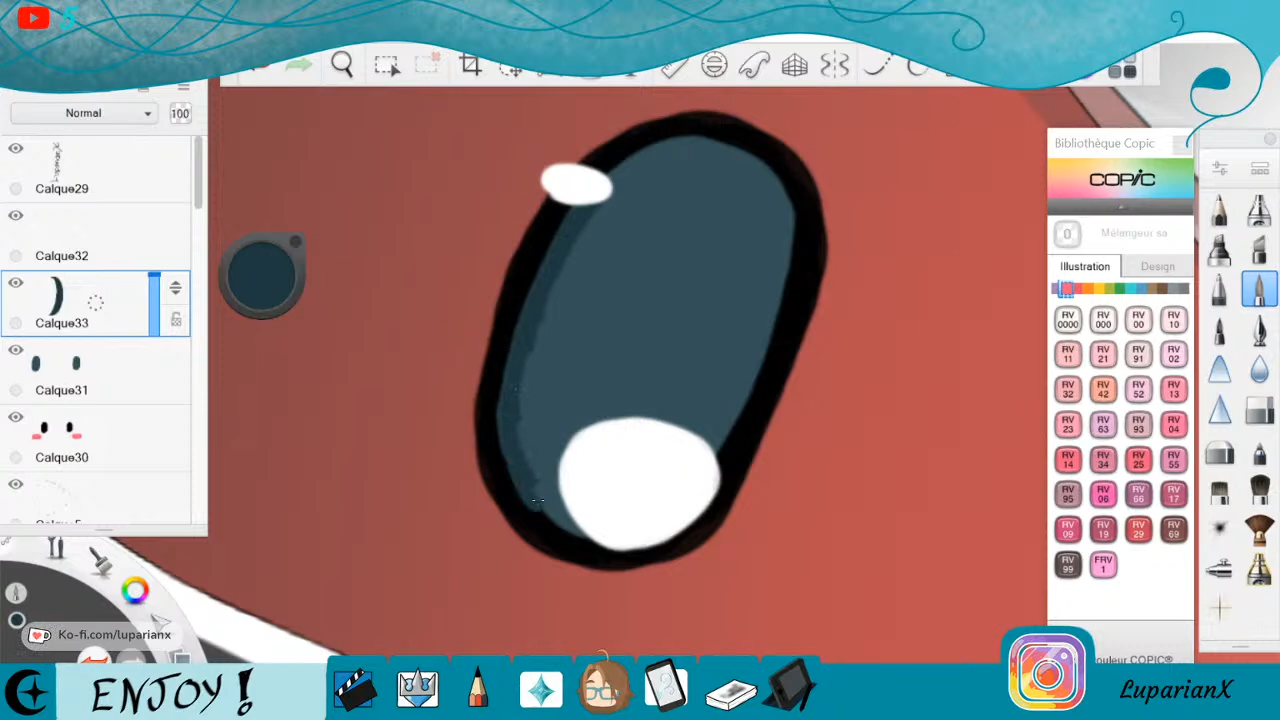 5
Normal
100
Calque29
Calque32
Calque33
Calque31
Calque30
Bibliothèque Copic
COPIC
0
Mélangeur sa
Illustration
Design
RV 0000
RV 000
RV 00
RV 10
RV 11
RV 21
RV 91
RV 02
RV 32
RV 42
RV 52
RV 13
RV 23
RV 63
RV 93
RV 04
RV 14
RV 34
RV 25
RV 55
RV 95
RV 06
RV 66
RV 17
RV 09
RV 19
RV 29
RV 69
RV 99
FRV 1
ouleur COPIC®
Ko-fi.com/luparianx
ENJOY!
LuparianX